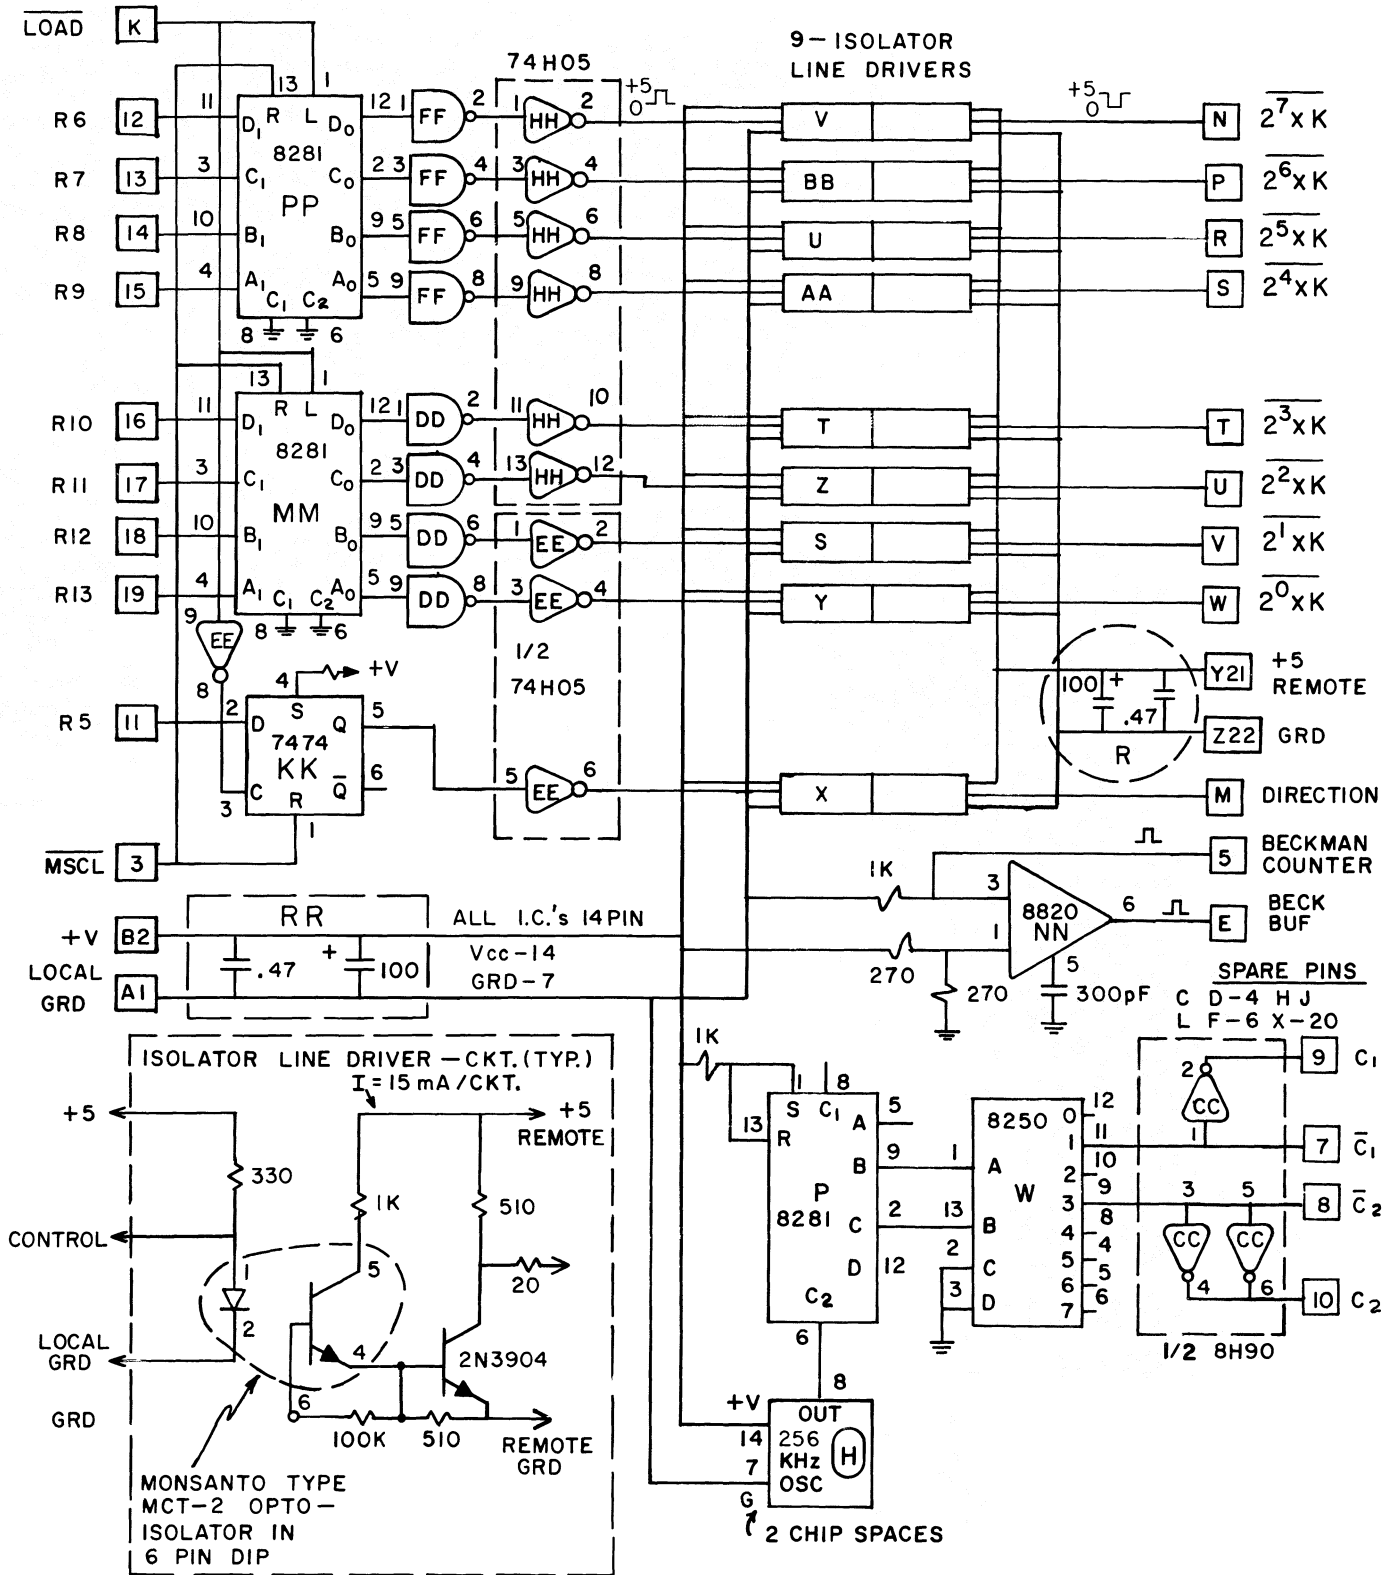 LOAD K
9-ISOLATOR
LINE DRIVERS
74H05
+5
0
+5
0
13 1
R6 12 11 D1 R L D0 12 1 FF 2 1 HH 2 V N 2^7 x K
8281
R7 13 3 C1 C0 2 3 FF 4 3 HH 4 BB P 2^6 x K
PP
R8 14 10 B1 B0 9 5 FF 6 5 HH 6 U R 2^5 x K
R9 15 4 A1 A0 5 9 FF 8 9 HH 8 AA S 2^4 x K
C1 C2
8 6
13 1
R10 16 11 D1 R L D0 12 1 DD 2 11 HH 10 T T 2^3 x K
8281
R11 17 3 C1 C0 2 3 DD 4 13 HH 12 Z U 2^2 x K
MM
R12 18 10 B1 B0 9 5 DD 6 1 EE 2 S V 2^1 x K
R13 19 4 A1 A0 5 9 DD 8 3 EE 4 Y W 2^0 x K
C1 C2
8 6
9 EE 8
1/2
74H05
4 +V
R5 11 2 D S Q 5
7474
KK
3 C R Q 6
1
5 EE 6 X M DIRECTION
100 + .47
R
Y21 +5
REMOTE
Z22 GRD
MSCL 3
5 BECKMAN
COUNTER
1K 3
8820
NN
1 6 5
E BECK
BUF
270
270
300pF
RR
+V B2
LOCAL
GRD A1
.47 + 100
ALL I.C.'s 14 PIN
Vcc-14
GRD-7
SPARE PINS
C D-4 H J
L F-6 X-20
ISOLATOR LINE DRIVER - CKT. (TYP.)
I = 15 mA/CKT.
+5
+5
REMOTE
330
1K
510
CONTROL
1
5
20
2
4
LOCAL
GRD
2N3904
6
GRD
100K
510
REMOTE
GRD
MONSANTO TYPE
MCT-2 OPTO-
ISOLATOR IN
6 PIN DIP
1K
1 8
S C1 A 5
13 R
B 9
P
8281
C 2
D 12
C2
6
8
+V
14
7
G
OUT
256
KHz
OSC
H
2 CHIP SPACES
8250
W
1 A
13 B
2 C
3 D
0 12
1 11
2 10
3 9
4 8
5 4
6 5
7 6
2 CC 1
3 CC 4
5 CC 6
1/2 8H90
9 C1
7 C1
8 C2
10 C2